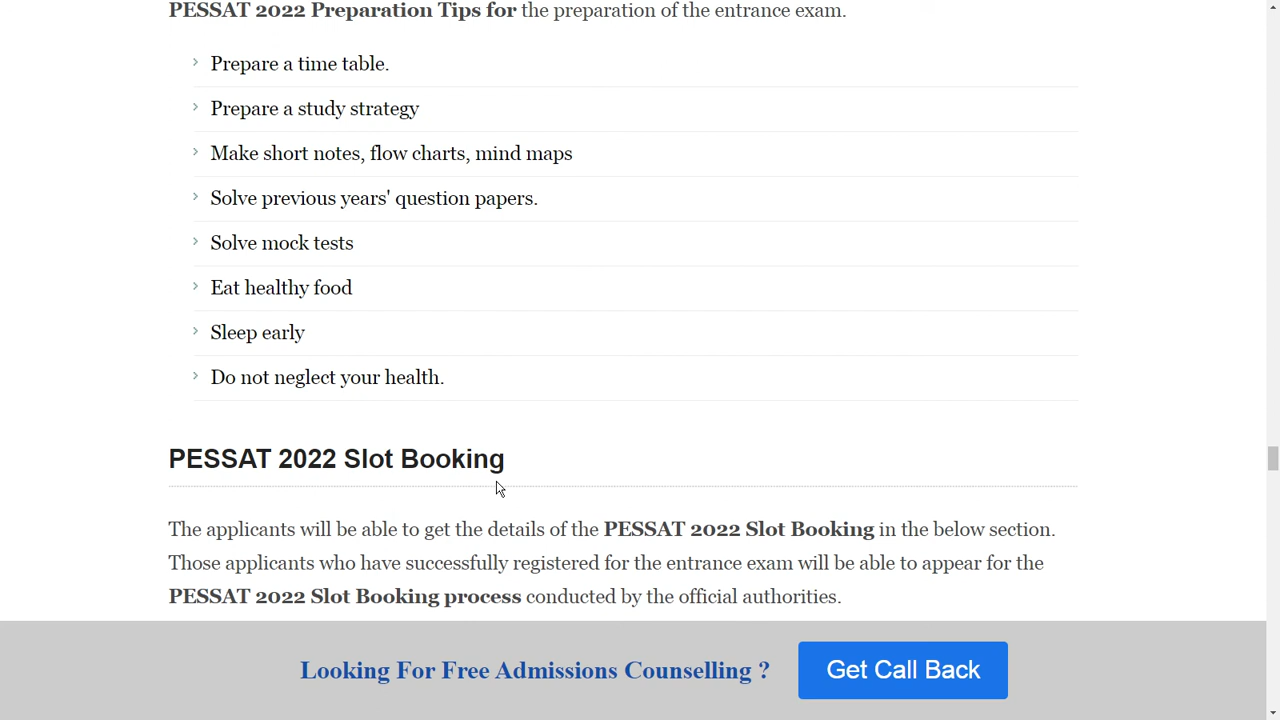 PESSAT 2022 Preparation Tips for the preparation of the entrance exam.
Prepare a time table.
Prepare a study strategy
Make short notes, flow charts, mind maps
Solve previous years' question papers.
Solve mock tests
Eat healthy food
Sleep early
Do not neglect your health.
PESSAT 2022 Slot Booking
The applicants will be able to get the details of the PESSAT 2022 Slot Booking in the below section.
Those applicants who have successfully registered for the entrance exam will be able to appear for the
PESSAT 2022 Slot Booking process conducted by the official authorities.
Looking For Free Admissions Counselling ? Get Call Back